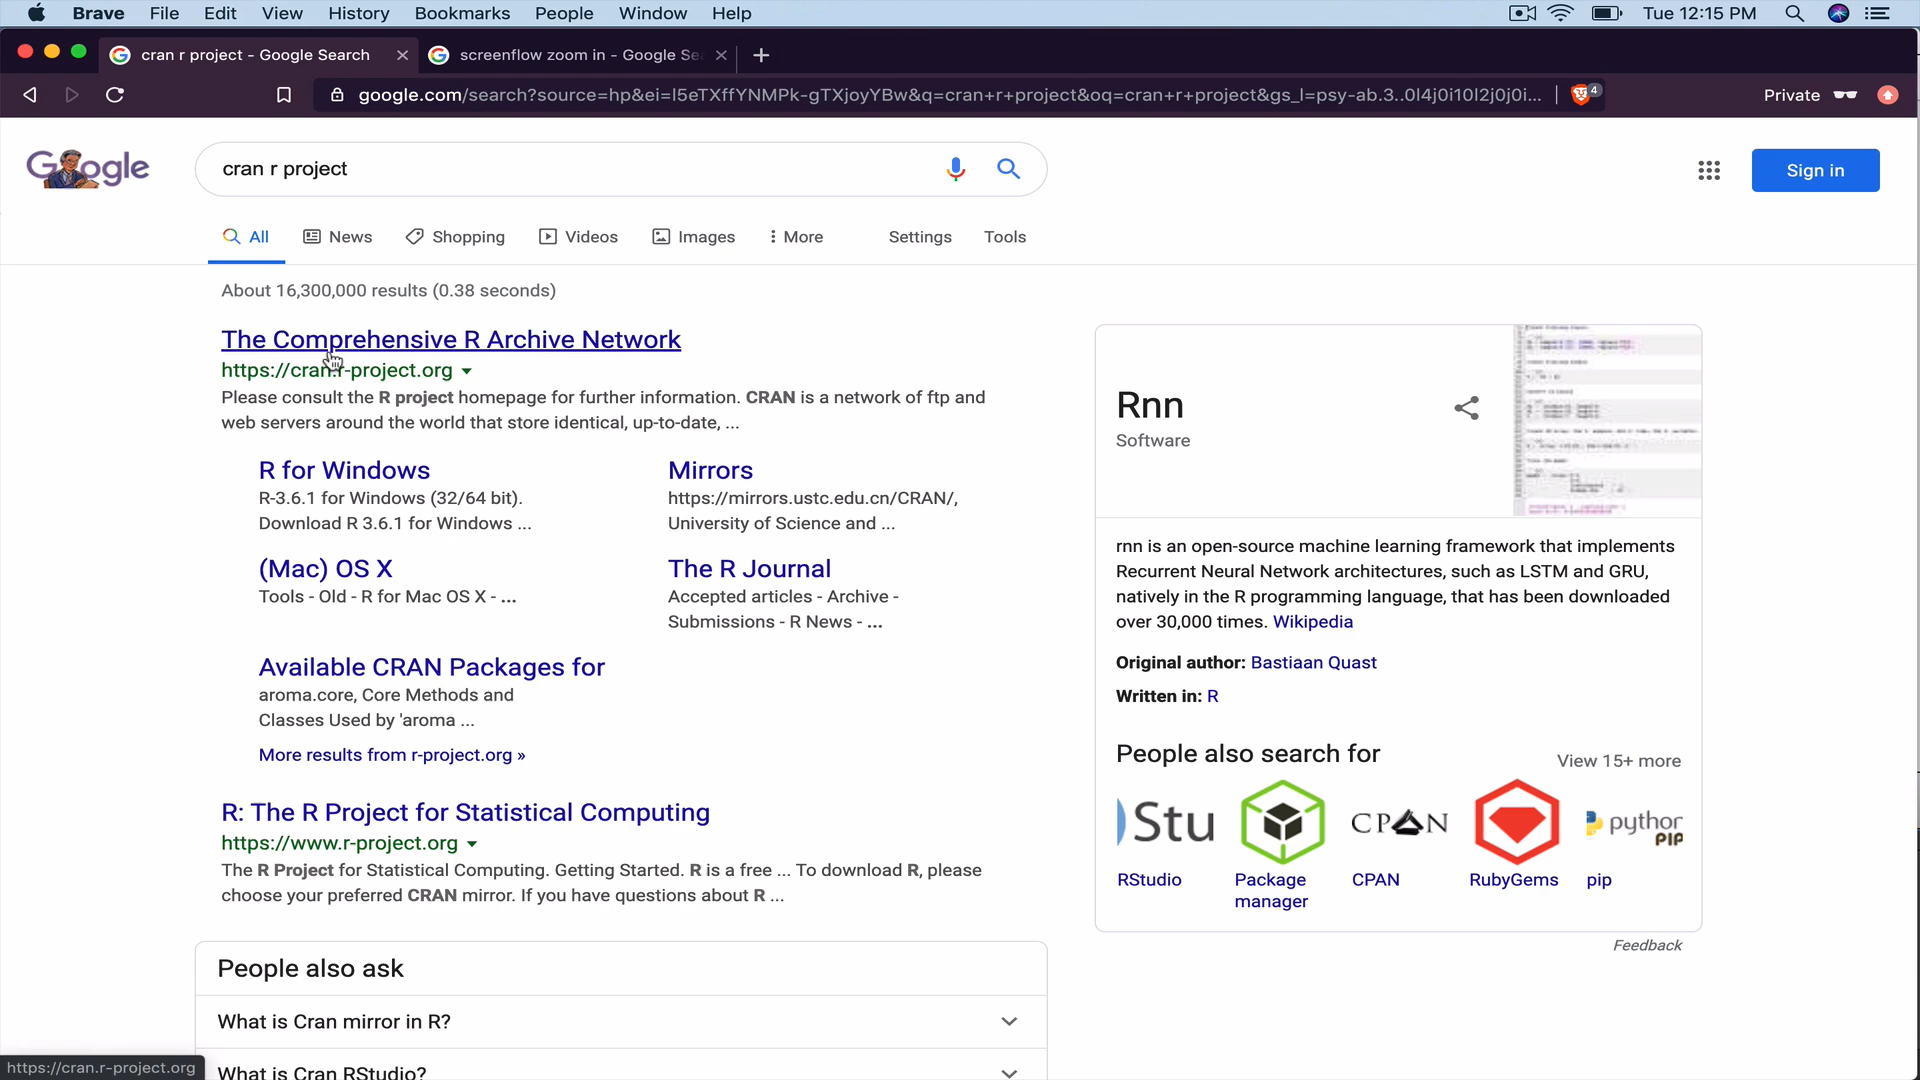 Brave File Edit View History Bookmarks People Window Help Tue 12:15 PM
cran r project - Google Search screenflow zoom in - Google Se
google.com/search?source=hp&ei=l5eTXffYNMPk-gTXjoyYBw&q=cran+r+project&oq=cran+r+project&gs_l=psy-ab.3..0l4j0i10l2j0j0i... 4 Private
Google cran r project Sign in
All News Shopping Videos Images More Settings Tools
About 16,300,000 results (0.38 seconds)
The Comprehensive R Archive Network
https://cran.r-project.org
Please consult the R project homepage for further information. CRAN is a network of ftp and
web servers around the world that store identical, up-to-date, ...
R for Windows
R-3.6.1 for Windows (32/64 bit).
Download R 3.6.1 for Windows ...
Mirrors
https://mirrors.ustc.edu.cn/CRAN/,
University of Science and ...
(Mac) OS X
Tools - Old - R for Mac OS X - ...
The R Journal
Accepted articles - Archive -
Submissions - R News - ...
Available CRAN Packages for
aroma.core, Core Methods and
Classes Used by 'aroma ...
More results from r-project.org »
R: The R Project for Statistical Computing
https://www.r-project.org
The R Project for Statistical Computing. Getting Started. R is a free ... To download R, please
choose your preferred CRAN mirror. If you have questions about R ...
People also ask
What is Cran mirror in R?
What is Cran RStudio?
Rnn
Software
rnn is an open-source machine learning framework that implements
Recurrent Neural Network architectures, such as LSTM and GRU,
natively in the R programming language, that has been downloaded
over 30,000 times. Wikipedia
Original author: Bastiaan Quast
Written in: R
People also search for View 15+ more
Stu CPAN python PIP
RStudio Package manager CPAN RubyGems pip
Feedback
https://cran.r-project.org